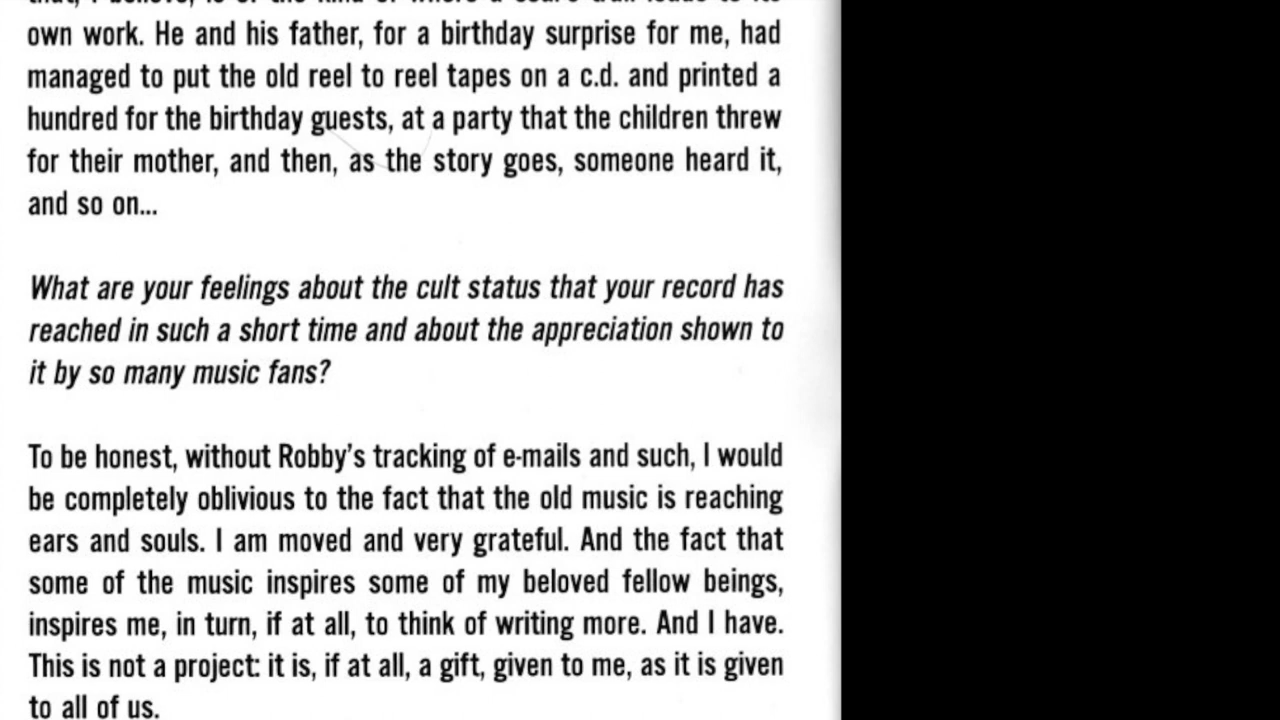 own work. He and his father, for a birthday surprise for me, had
managed to put the old reel to reel tapes on a c.d. and printed a
hundred for the birthday guests, at a party that the children threw
for their mother, and then, as the story goes, someone heard it,
and so on...
What are your feelings about the cult status that your record has
reached in such a short time and about the appreciation shown to
it by so many music fans?
To be honest, without Robby’s tracking of e-mails and such, I would
be completely oblivious to the fact that the old music is reaching
ears and souls. I am moved and very grateful. And the fact that
some of the music inspires some of my beloved fellow beings,
inspires me, in turn, if at all, to think of writing more. And I have.
This is not a project: it is, if at all, a gift, given to me, as it is given
to all of us.